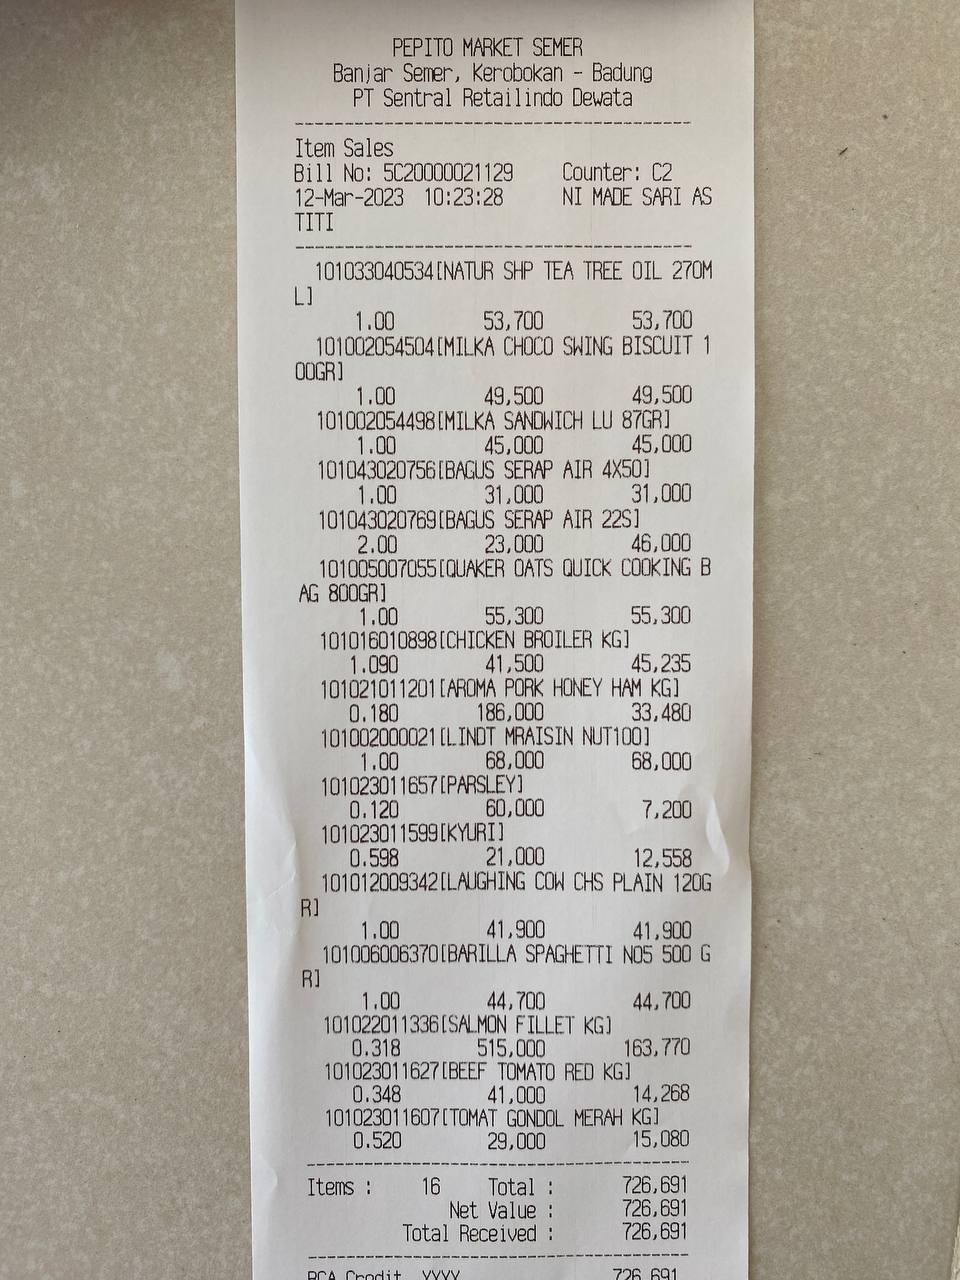 PEPITO MARKET SEMER
Banjar Semer, Kerobokan - Badung
PT Sentral Retailindo Dewata
Item Sales
Bill No: 5C20000021129 Counter: C2
12-Mar-2023 10:23:28 NI MADE SARI AS
TITI
101033040534[NATUR SHP TEA TREE OIL 270M
L]
1.00 53,700 53,700
101002054504[MILKA CHOCO SWING BISCUIT 1
00GR]
1.00 49,500 49,500
101002054498[MILKA SANDWICH LU 87GR]
1.00 45,000 45,000
101043020756[BAGUS SERAP AIR 4X50]
1.00 31,000 31,000
101043020769[BAGUS SERAP AIR 22S]
2.00 23,000 46,000
101005007055[QUAKER OATS QUICK COOKING B
AG 800GR]
1.00 55,300 55,300
101016010898[CHICKEN BROILER KG]
1.090 41,500 45,235
101021011201[AROMA PORK HONEY HAM KG]
0.180 186,000 33,480
101002000021[LINDT MRAISIN NUT100]
1.00 68,000 68,000
101023011657[PARSLEY]
0.120 60,000 7,200
101023011599[KYURI]
0.598 21,000 12,558
101012009342[LAUGHING COW CHS PLAIN 120G
R]
1.00 41,900 41,900
101006006370[BARILLA SPAGHETTI NO5 500 G
R]
1.00 44,700 44,700
101022011336[SALMON FILLET KG]
0.318 515,000 163,770
101023011627[BEEF TOMATO RED KG]
0.348 41,000 14,268
101023011607[TOMAT GONDOL MERAH KG]
0.520 29,000 15,080
Items : 16 Total : 726,691
Net Value : 726,691
Total Received : 726,691
Credit 726,691